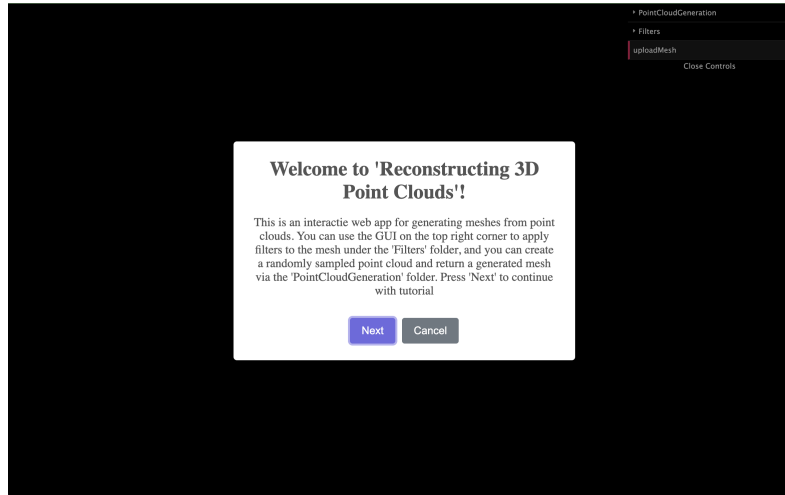 PointCloudGeneration
Filters
uploadMesh
Close Controls
Welcome to 'Reconstructing 3D
Point Clouds'!
This is an interactie web app for generating meshes from point
clouds. You can use the GUI on the top right corner to apply
filters to the mesh under the 'Filters' folder, and you can create
a randomly sampled point cloud and return a generated mesh
via the 'PointCloudGeneration' folder. Press 'Next' to continue
with tutorial
Next
Cancel